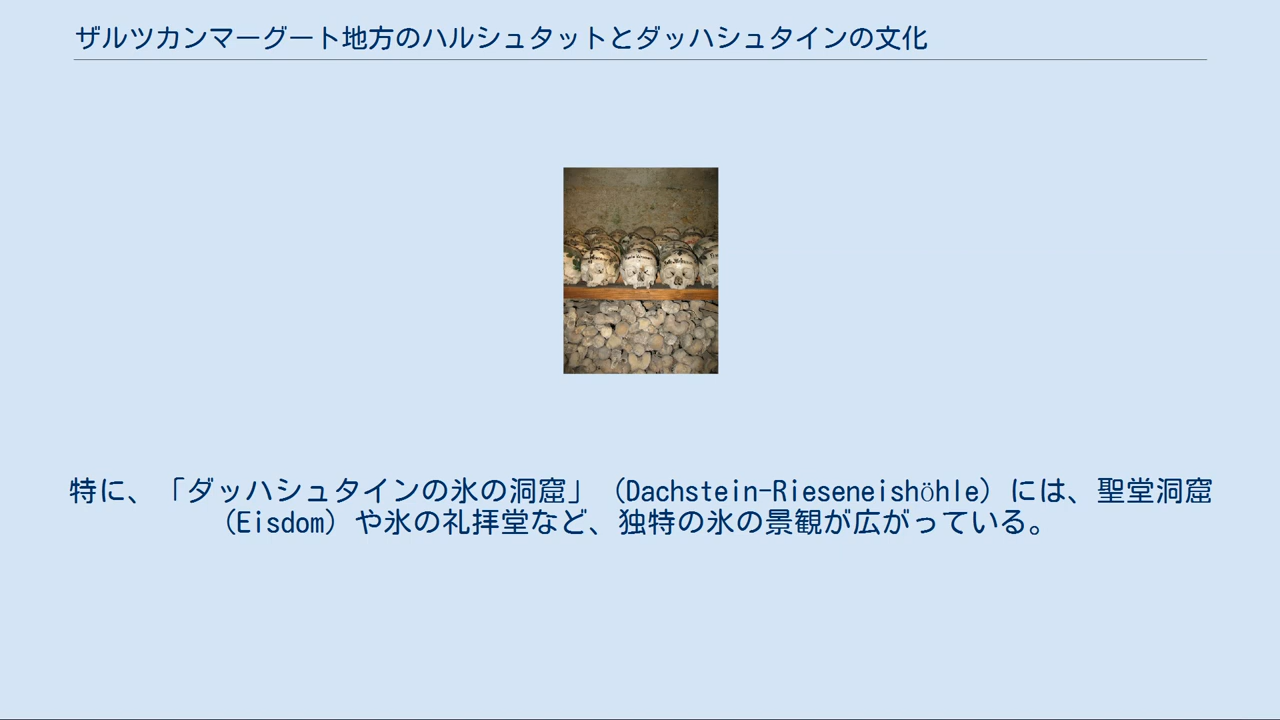 ザルツカンマーグート地方のハルシュタットとダッハシュタインの文化
特に、「ダッハシュタインの氷の洞窟」（Dachstein-Rieseneishöhle）には、聖堂洞窟
（Eisdom）や氷の礼拝堂など、独特の氷の景観が広がっている。